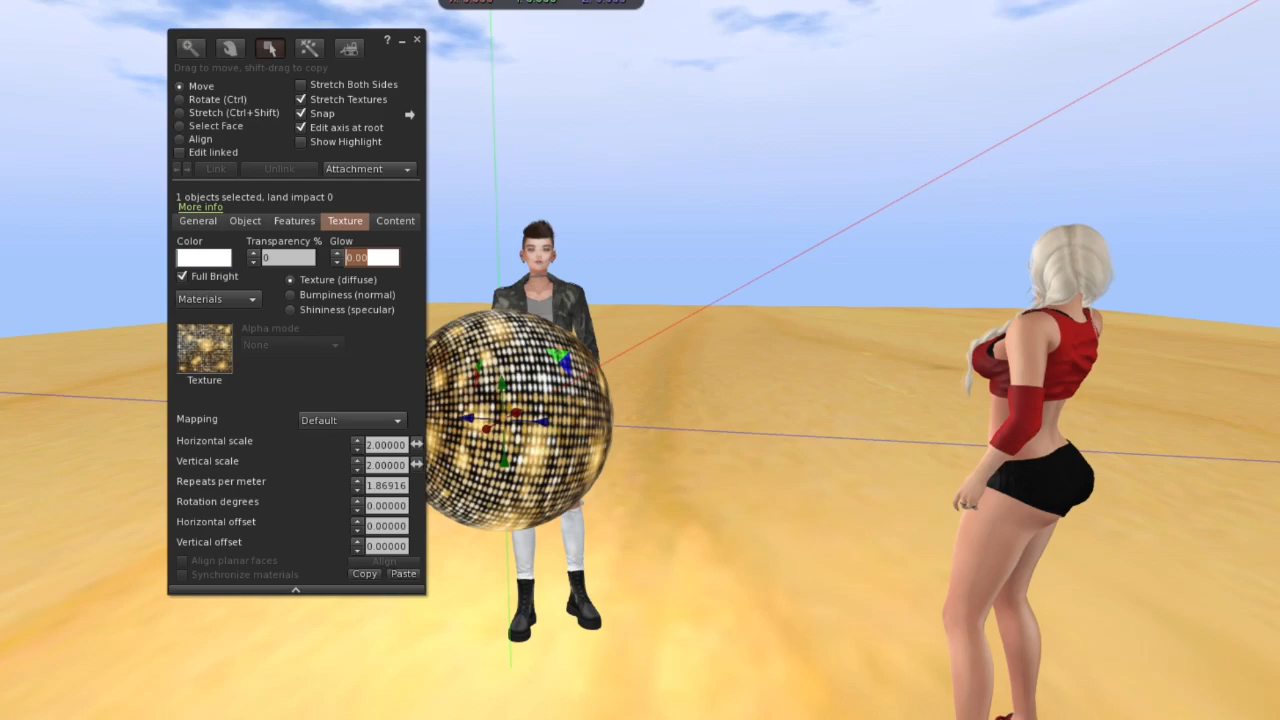 ?
Drag to move, shift-drag to copy
Move
Rotate (Ctrl)
Stretch (Ctrl+Shift)
Select Face
Align
Edit linked
Stretch Both Sides
Stretch Textures
Snap
Edit axis at root
Show Highlight
Link Unlink Attachment
1 objects selected, land impact 0
More info
General Object Features Texture Content
Color Transparency % Glow
0 0.00
Full Bright
Materials
Texture (diffuse)
Bumpiness (normal)
Shininess (specular)
Alpha mode
None
Texture
Mapping Default
Horizontal scale 2.00000
Vertical scale 2.00000
Repeats per meter 1.86916
Rotation degrees 0.00000
Horizontal offset 0.00000
Vertical offset 0.00000
Align planar faces Align
Synchronize materials Copy Paste